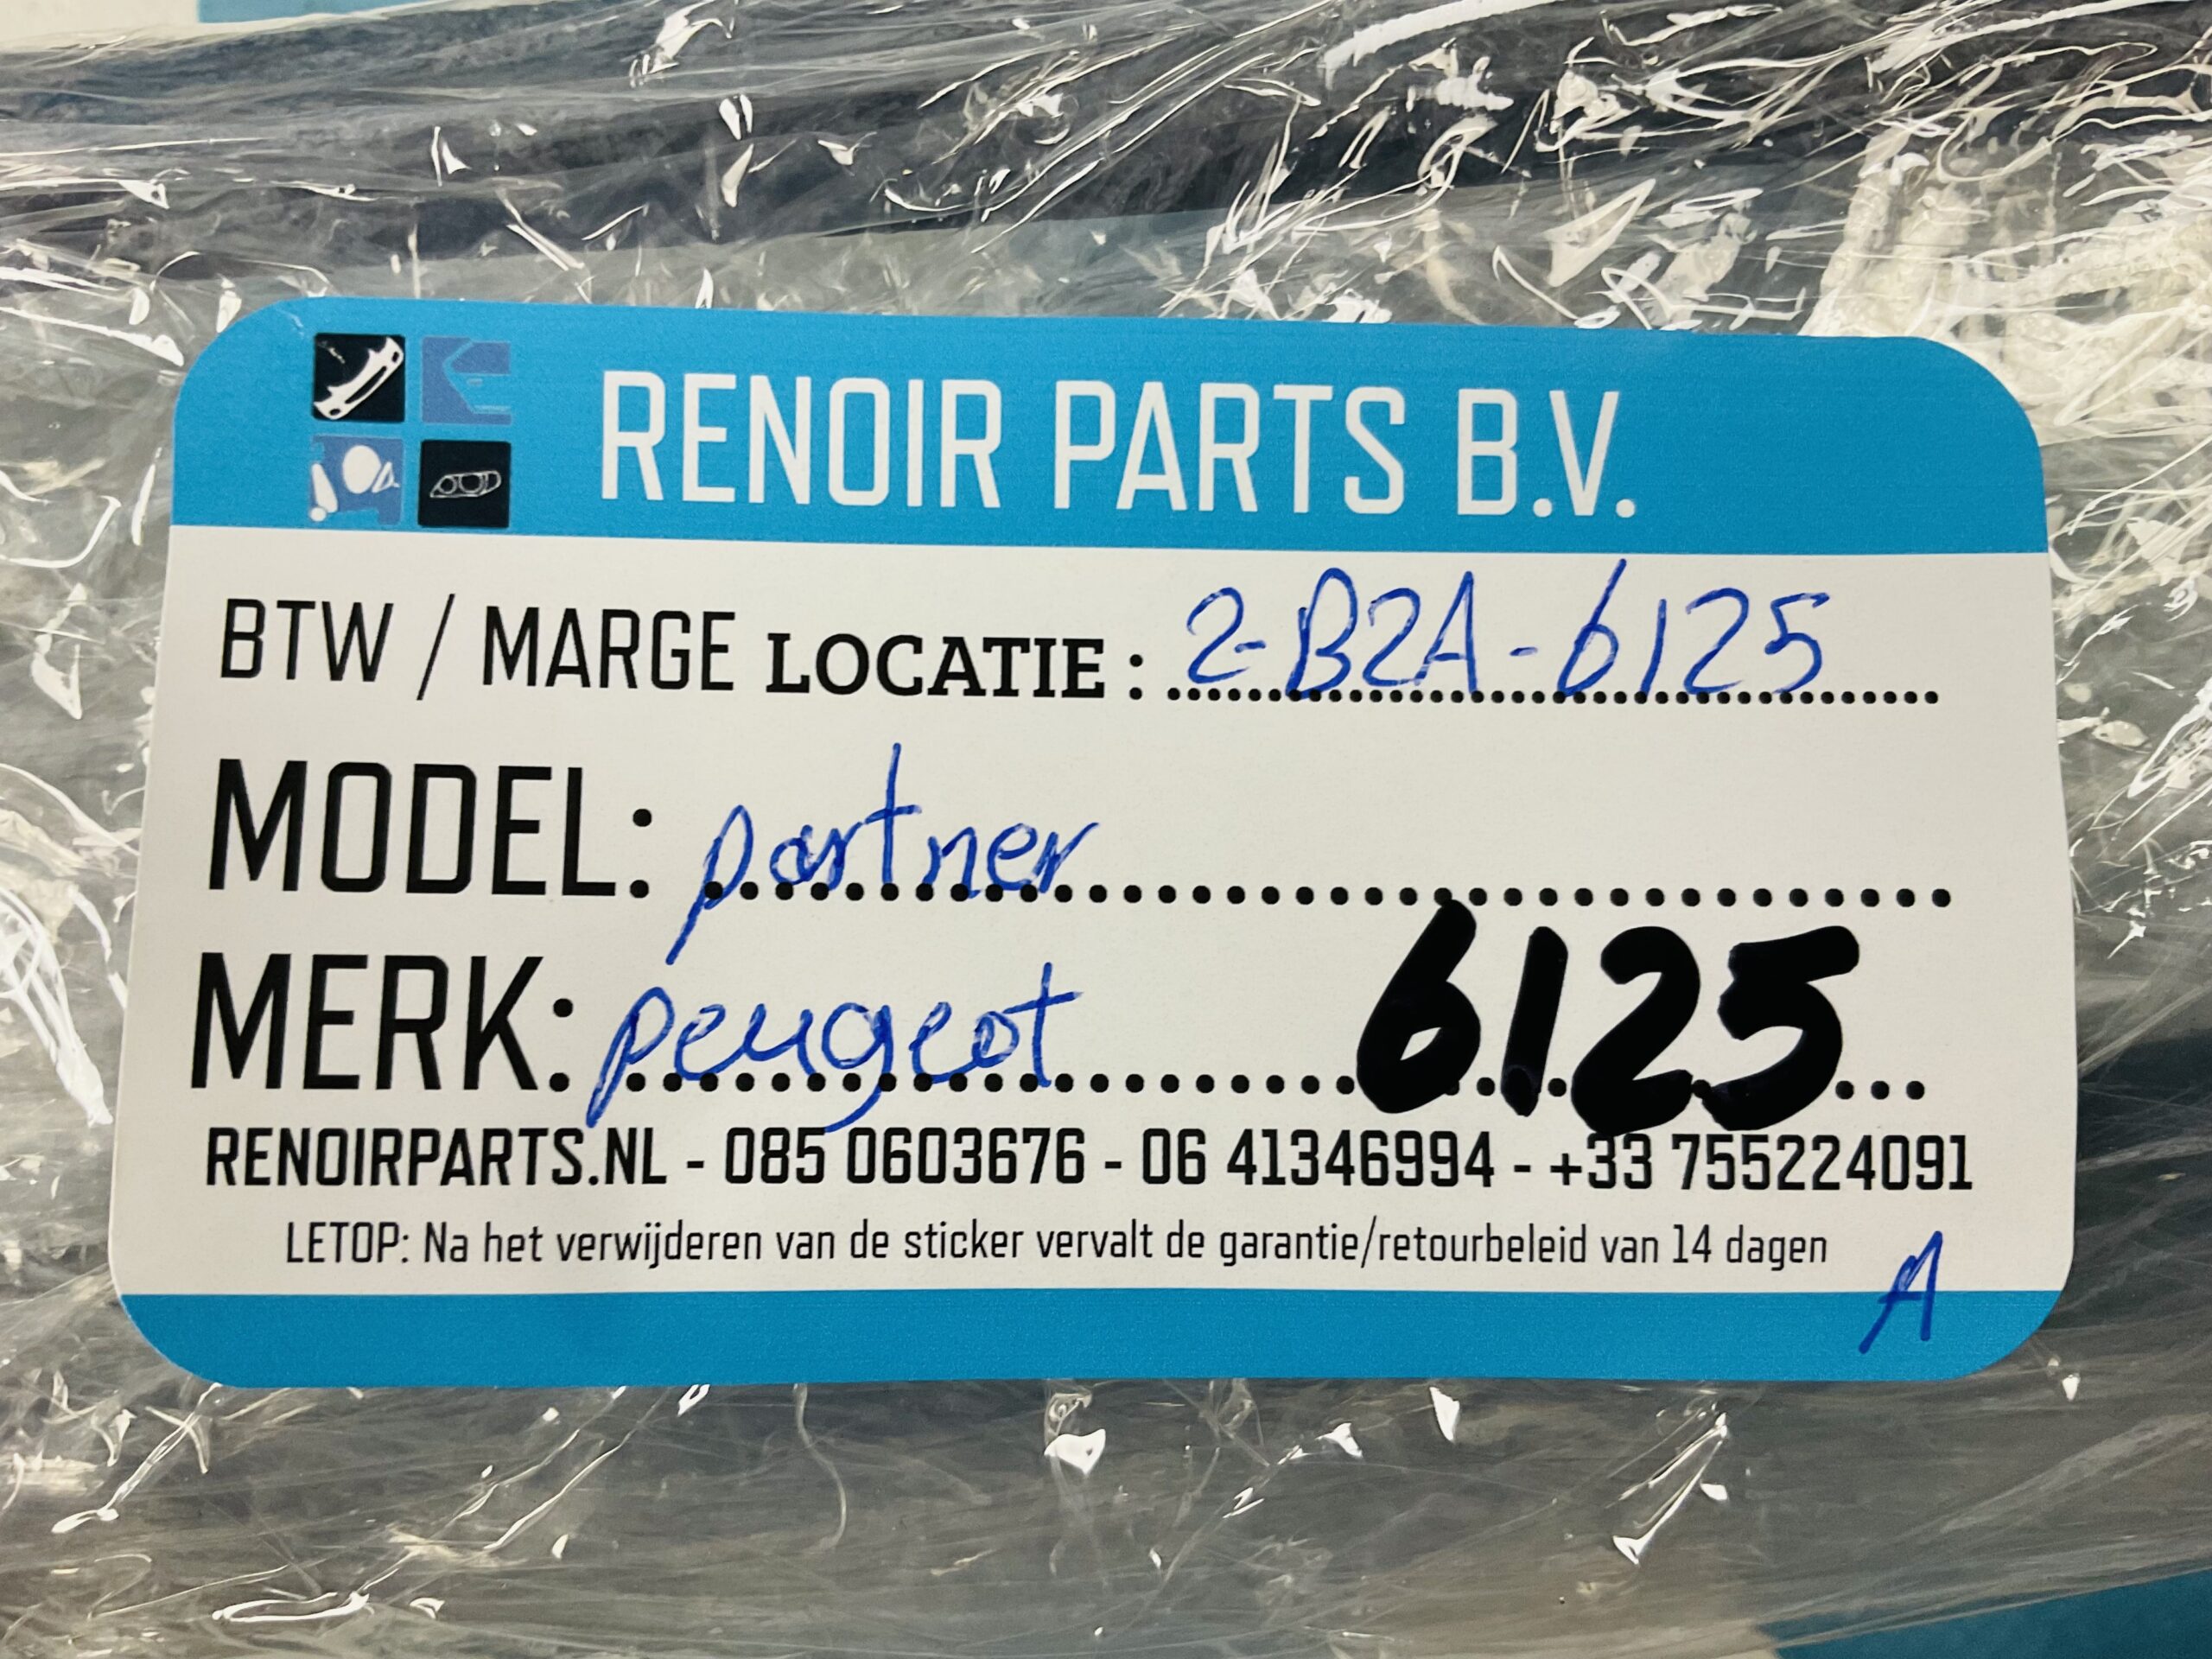 RENOIR PARTS B.V.
BTW / MARGE LOCATIE : 2-B2A-6125
MODEL: partner
MERK: peugeot 6125
RENOIRPARTS.NL - 085 0603676 - 06 41346994 - +33 755224091
LETOP: Na het verwijderen van de sticker vervalt de garantie/retourbeleid van 14 dagen
A